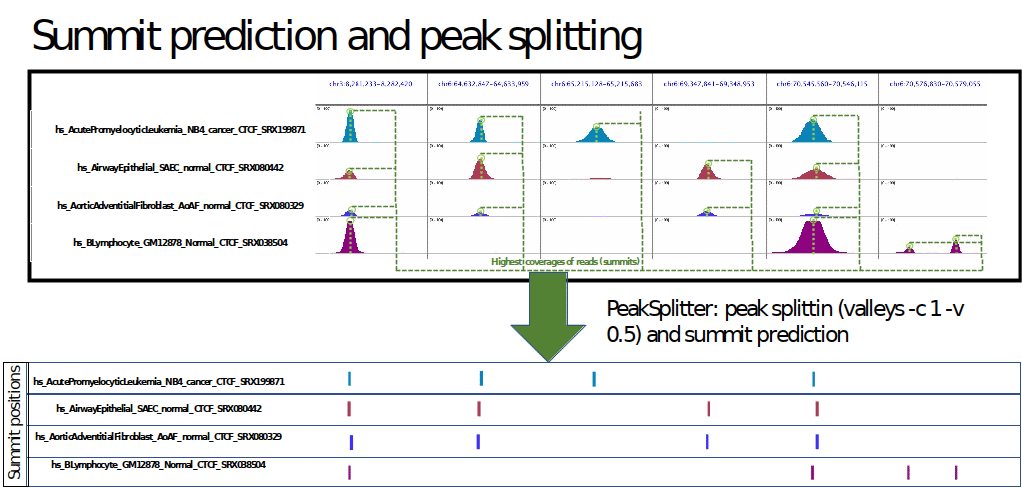 Summit prediction and peak splitting
chr3:8,281,233-8,282,420 chr6:64,632,847-64,633,959 chr6:65,215,128-65,215,683 chr6:69,347,841-69,348,953 chr6:70,545,560-70,546,115 chr6:70,576,830-70,579,055
hs_AcutePromyelocyticLeukemia_NB4_cancer_CTCF_SRX199871
hs_AirwayEpithelial_SAEC_normal_CTCF_SRX080442
hs_AorticAdventitialFibroblast_AoAF_normal_CTCF_SRX080329
hs_BLymphocyte_GM12878_Normal_CTCF_SRX038504
Highest coverages of reads (summits)
PeakSplitter: peak splittin (valleys -c 1 -v
0.5) and summit prediction
Summit positions
hs_AcutePromyelocyticLeukemia_NB4_cancer_CTCF_SRX199871
hs_AirwayEpithelial_SAEC_normal_CTCF_SRX080442
hs_AorticAdventitialFibroblast_AoAF_normal_CTCF_SRX080329
hs_BLymphocyte_GM12878_Normal_CTCF_SRX038504